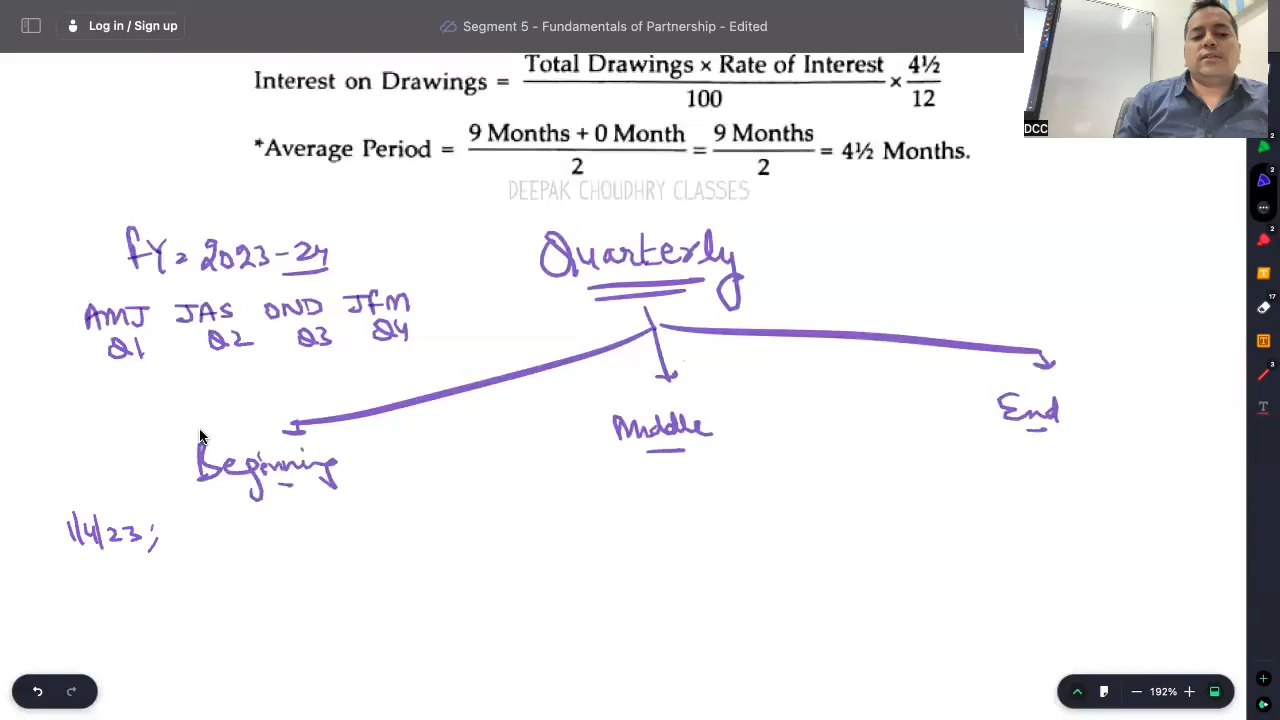 Log in / Sign up
Segment 5 - Fundamentals of Partnership - Edited
Interest on Drawings = Total Drawings × Rate of Interest / 100 × 4½ / 12
*Average Period = 9 Months + 0 Month / 2 = 9 Months / 2 = 4½ Months.
DEEPAK CHOUDHRY CLASSES
DCC
FY = 2023-24
Quarterly
AMJ JAS OND JFM
Q1 Q2 Q3 Q4
Beginning
Middle
End
1/4/23;
192%